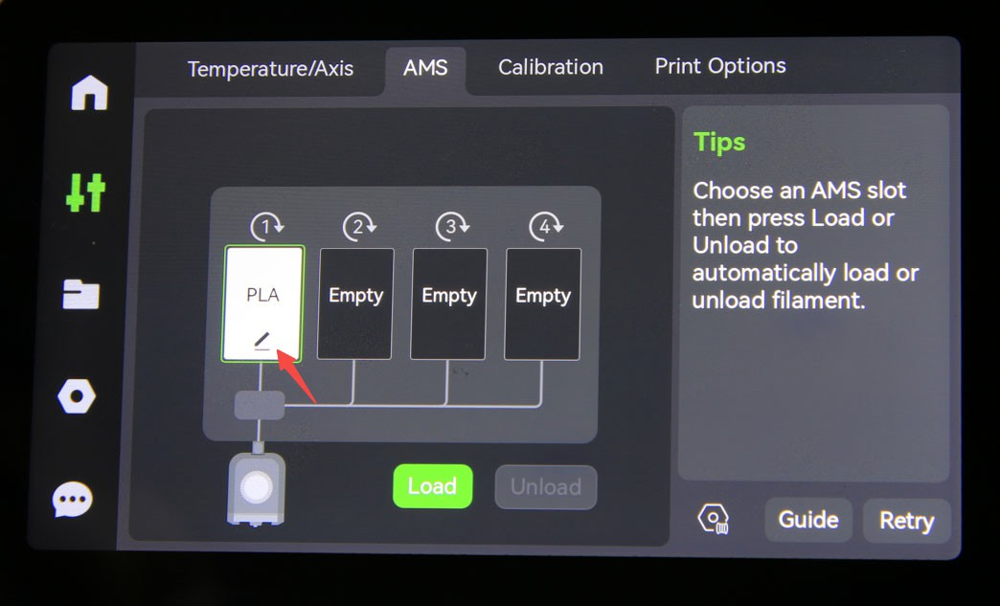 Temperature/Axis AMS Calibration Print Options
Tips
Choose an AMS slot
then press Load or
Unload to
automatically load or
unload filament.
1 2 3 4
PLA Empty Empty Empty
Load Unload
Guide Retry